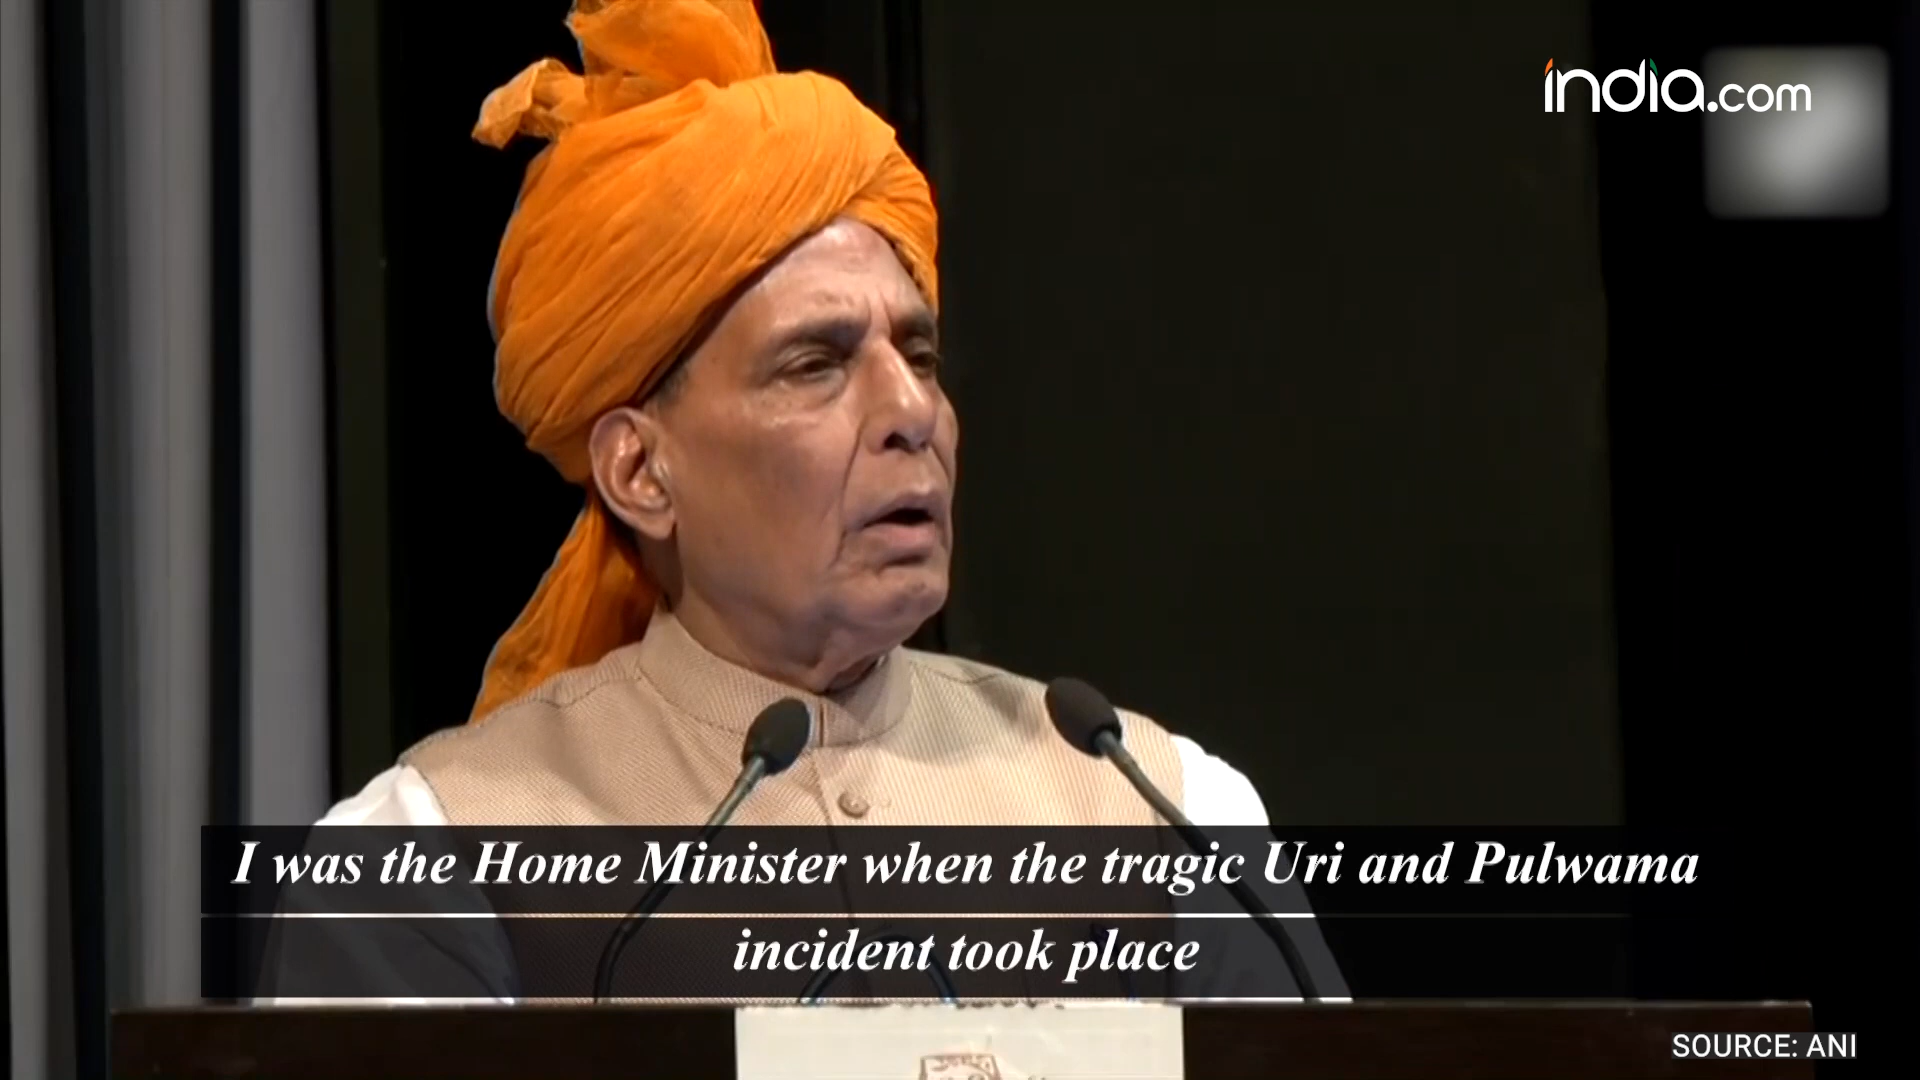 india.com
I was the Home Minister when the tragic Uri and Pulwama
incident took place
SOURCE: ANI